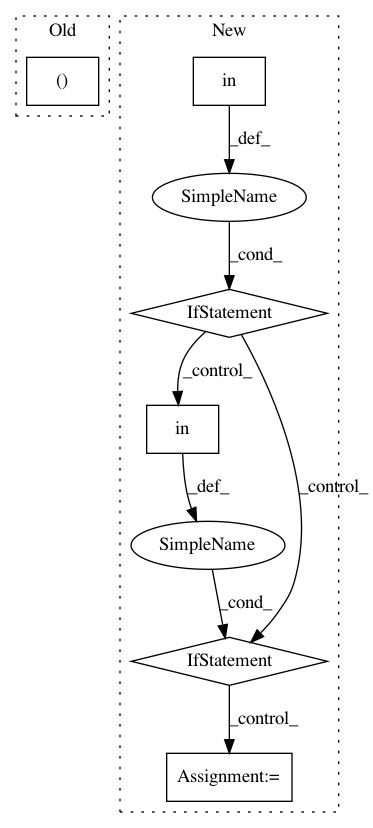 Old
New
()
in
_def_
SimpleName
_cond_
IfStatement
_control_
in
_def_
_control_
SimpleName
_cond_
IfStatement
_control_
Assignment:=